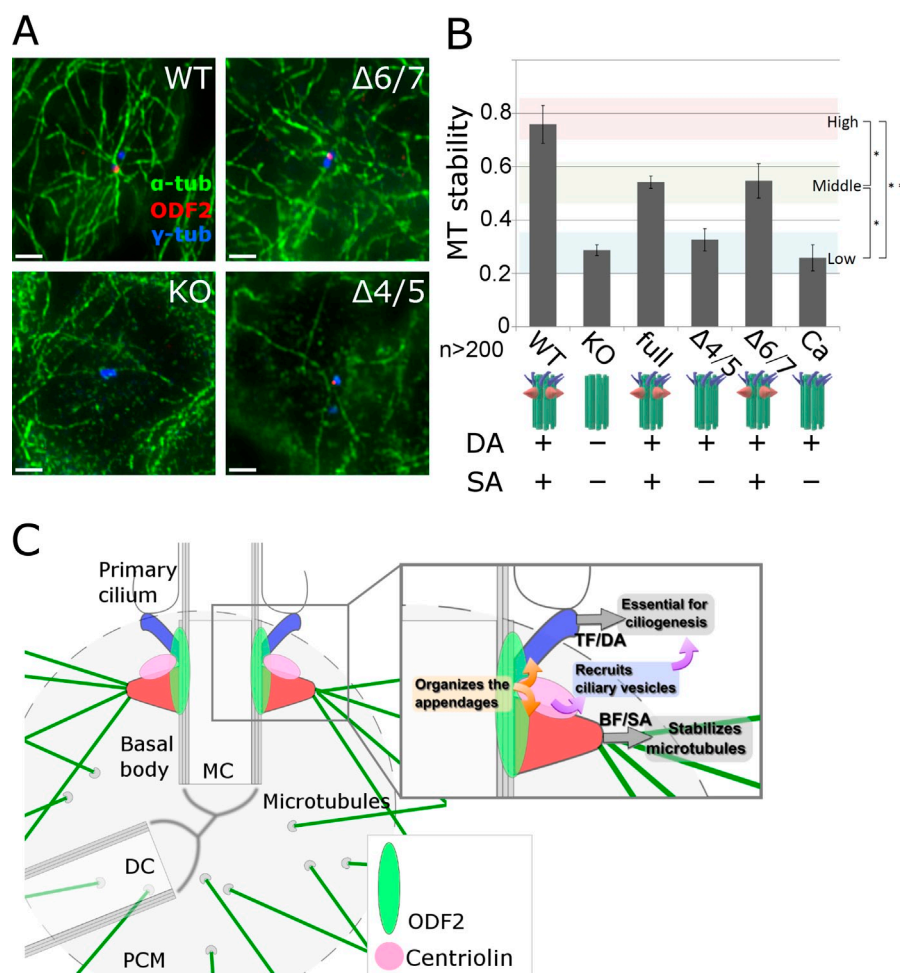 A
WT
α-tub
ODF2
γ-tub
Δ6/7
KO
Δ4/5
B
MT stability
0.8
0.6
0.4
0.2
0
High
Middle
Low
*
*
* *
n>200
WT
KO
full
Δ4/5
Δ6/7
Ca
DA + − + + + +
SA + − + − + −
C
Primary
cilium
Basal
body
MC
Microtubules
DC
PCM
Essential for
ciliogenesis
TF/DA
Recruits
ciliary vesicles
Organizes the
appendages
BF/SA
Stabilizes
microtubules
ODF2
Centriolin